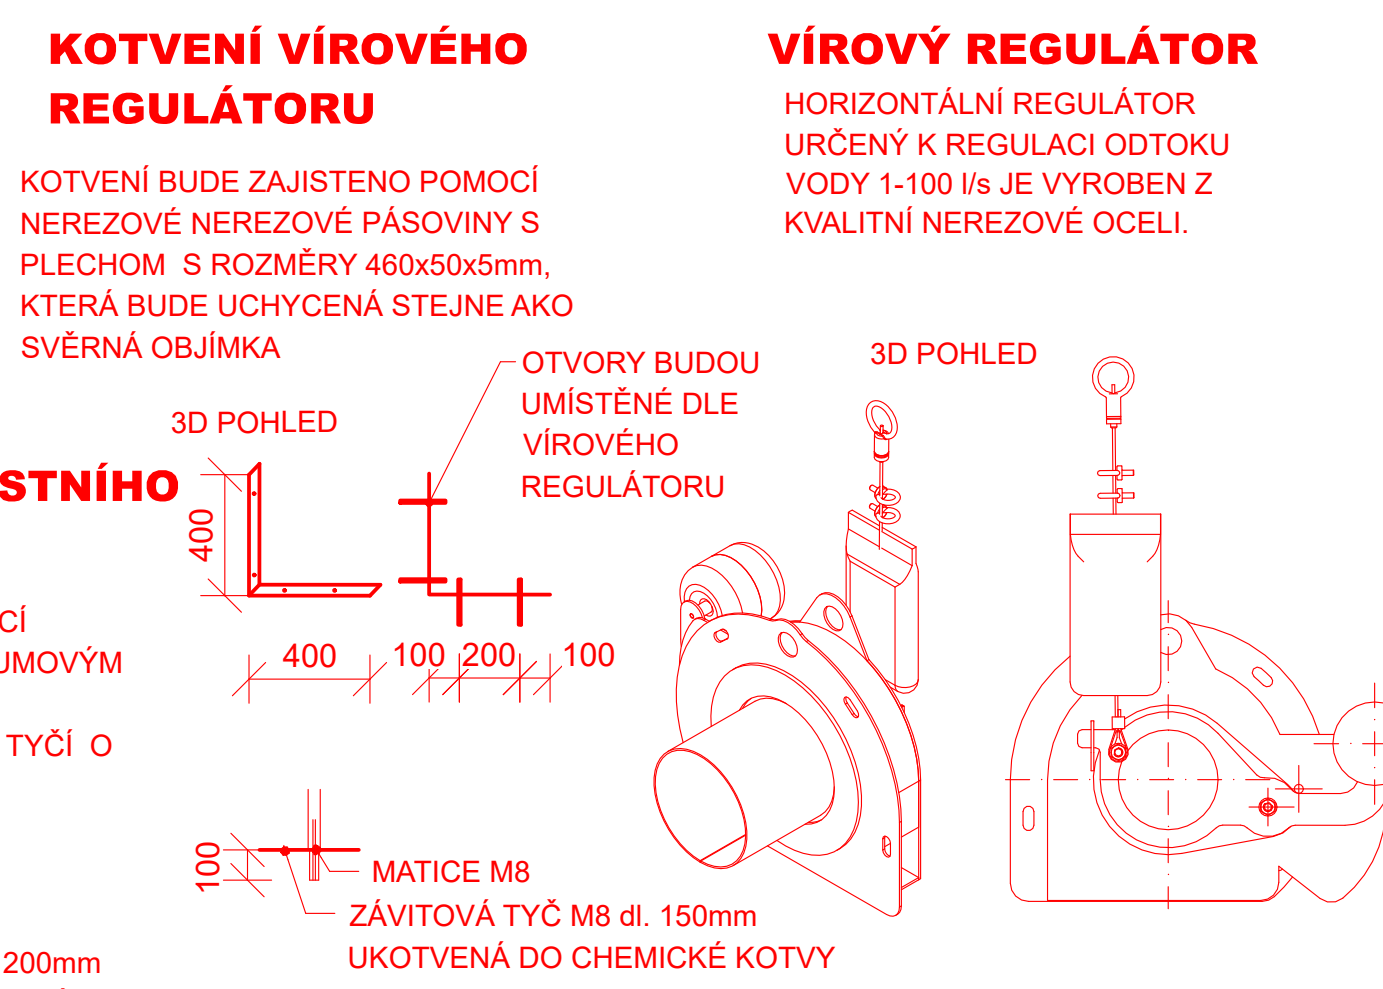 KOTVENÍ VÍROVÉHO
REGULÁTORU
KOTVENÍ BUDE ZAJISTENO POMOCÍ
NEREZOVÉ NEREZOVÉ PÁSOVINY S
PLECHOM S ROZMĚRY 460x50x5mm,
KTERÁ BUDE UCHYCENÁ STEJNE AKO
SVĚRNÁ OBJÍMKA
VÍROVÝ REGULÁTOR
HORIZONTÁLNÍ REGULÁTOR
URČENÝ K REGULACI ODTOKU
VODY 1-100 l/s JE VYROBEN Z
KVALITNÍ NEREZOVÉ OCELI.
3D POHLED
OTVORY BUDOU
UMÍSTĚNÉ DLE
VÍROVÉHO
REGULÁTORU
3D POHLED
STNÍHO
400
400
100 200 100
CÍ
UMOVÝM
TYČÍ O
100
MATICE M8
ZÁVITOVÁ TYČ M8 dl. 150mm
UKOTVENÁ DO CHEMICKÉ KOTVY
200mm